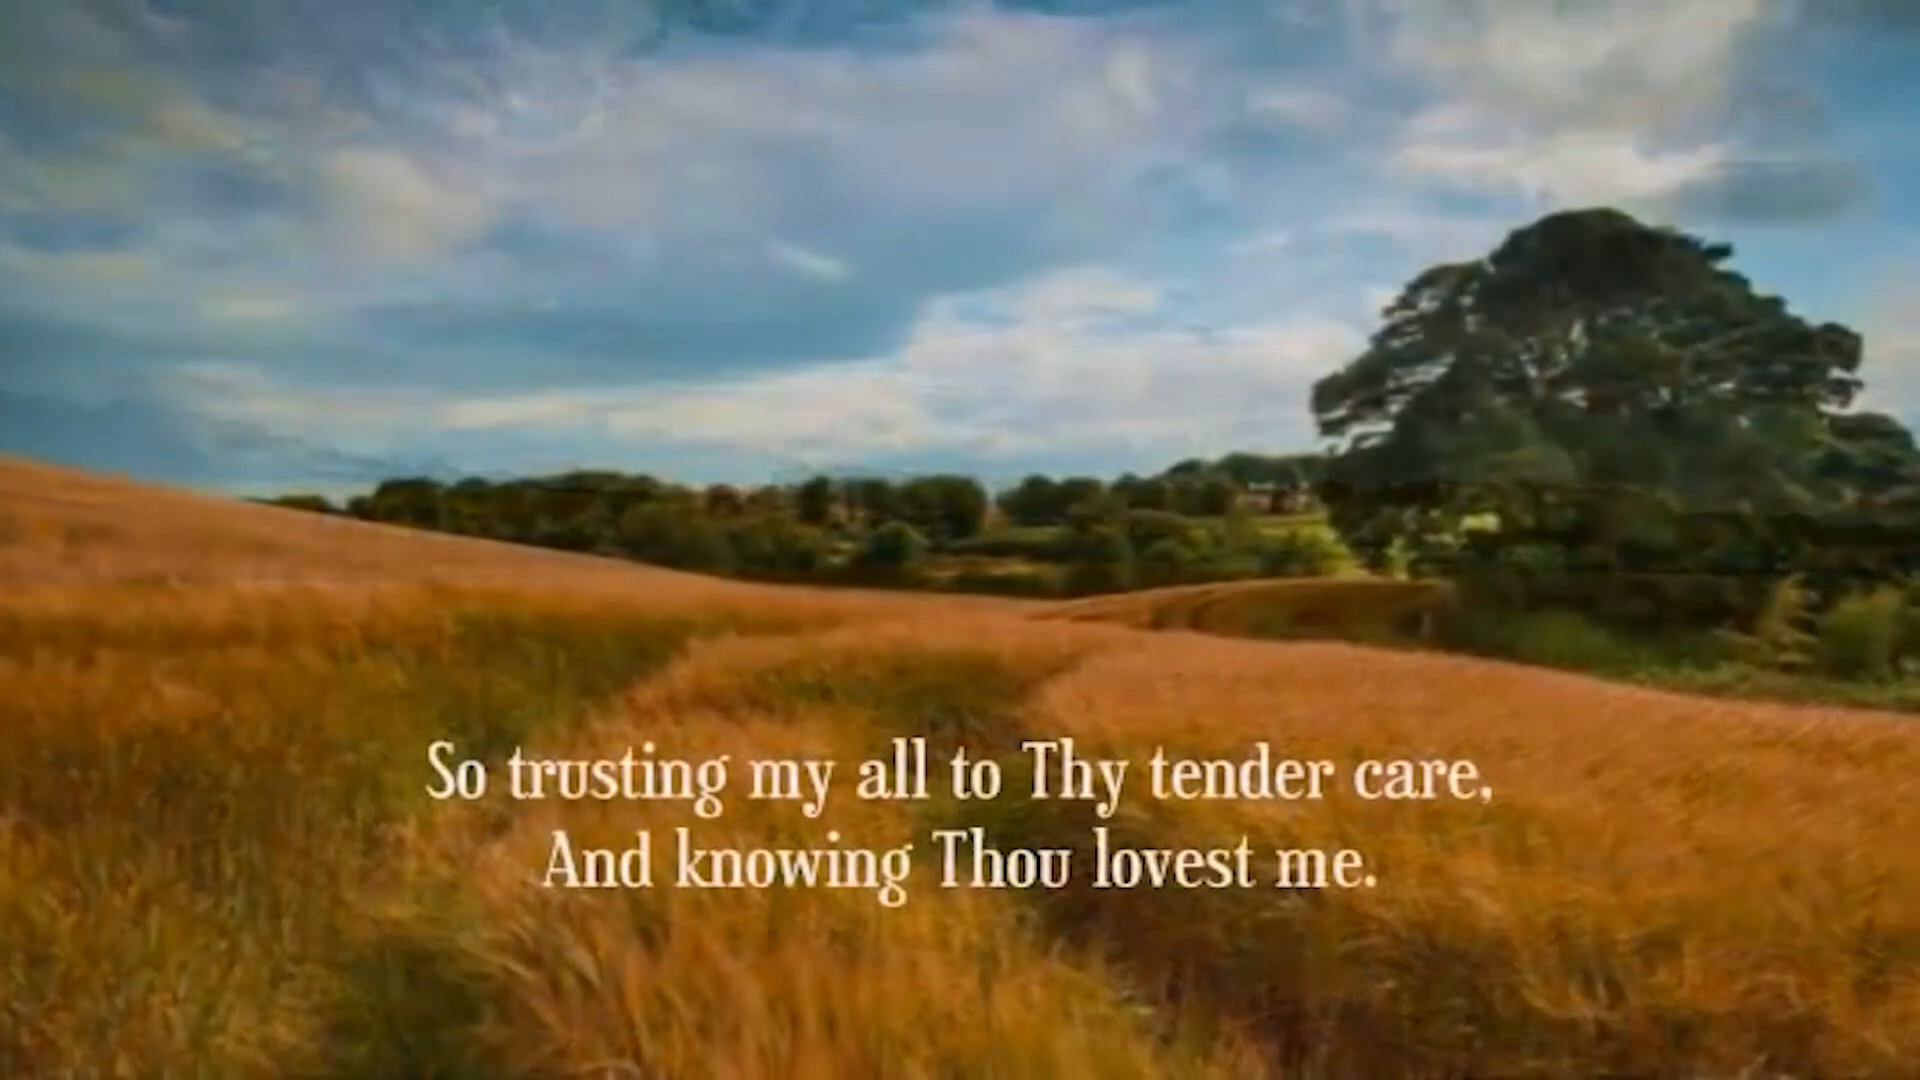 So trusting my all to Thy tender care,
And knowing Thou lovest me.